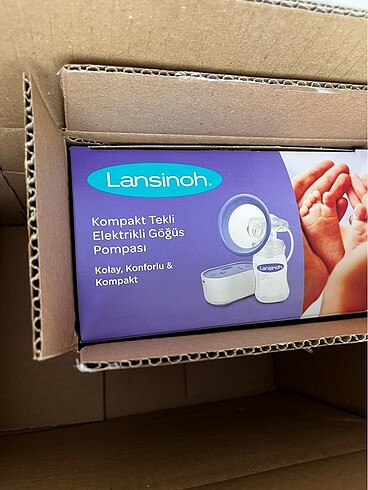 Lansinoh
Kompakt Tekli
Elektrikli Göğüs
Pompası
Kolay, Konforlu &
Kompakt
Lansinoh